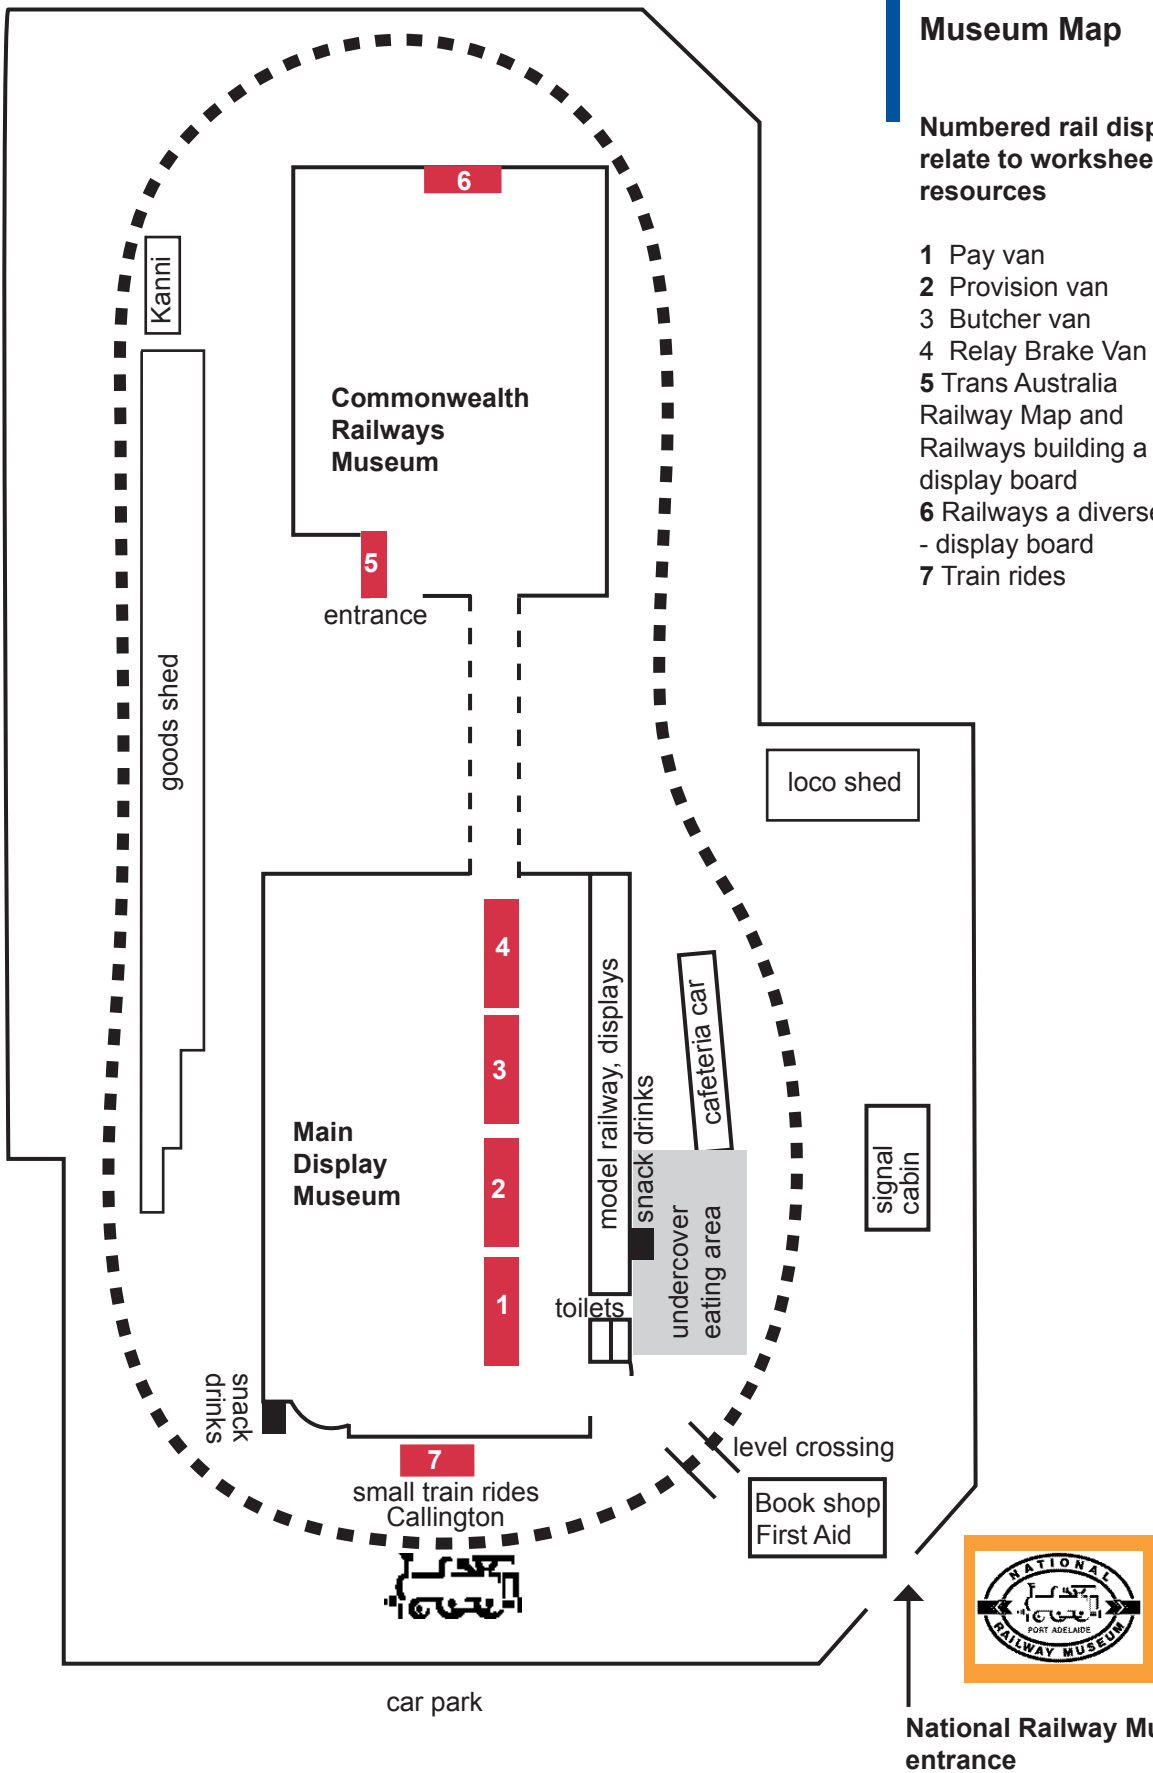 Museum Map
Numbered rail disp
relate to workshee
resources
1 Pay van
2 Provision van
3 Butcher van
4 Relay Brake Van
5 Trans Australia
Railway Map and
Railways building a
display board
6 Railways a diverse
- display board
7 Train rides
6
Kanni
Commonwealth
Railways
Museum
5
entrance
goods shed
loco shed
4
3
2
1
Main
Display
Museum
model railway, displays
snack drinks
cafeteria car
undercover
eating area
signal
cabin
toilets
snack
drinks
7
small train rides
Callington
level crossing
Book shop
First Aid
NATIONAL
PORT ADELAIDE
RAILWAY MUSEUM
car park
National Railway Mu
entrance